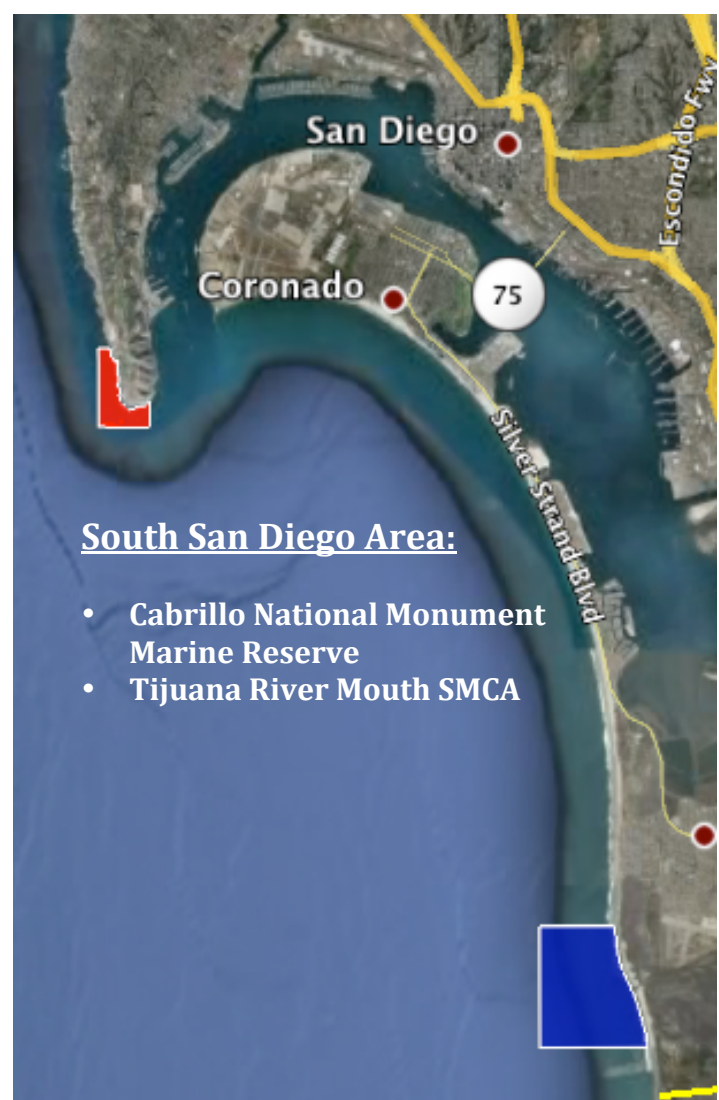 San Diego
Escondido Fwy
Coronado
75
Silver Strand Blvd
South San Diego Area:
• Cabrillo National Monument
Marine Reserve
• Tijuana River Mouth SMCA